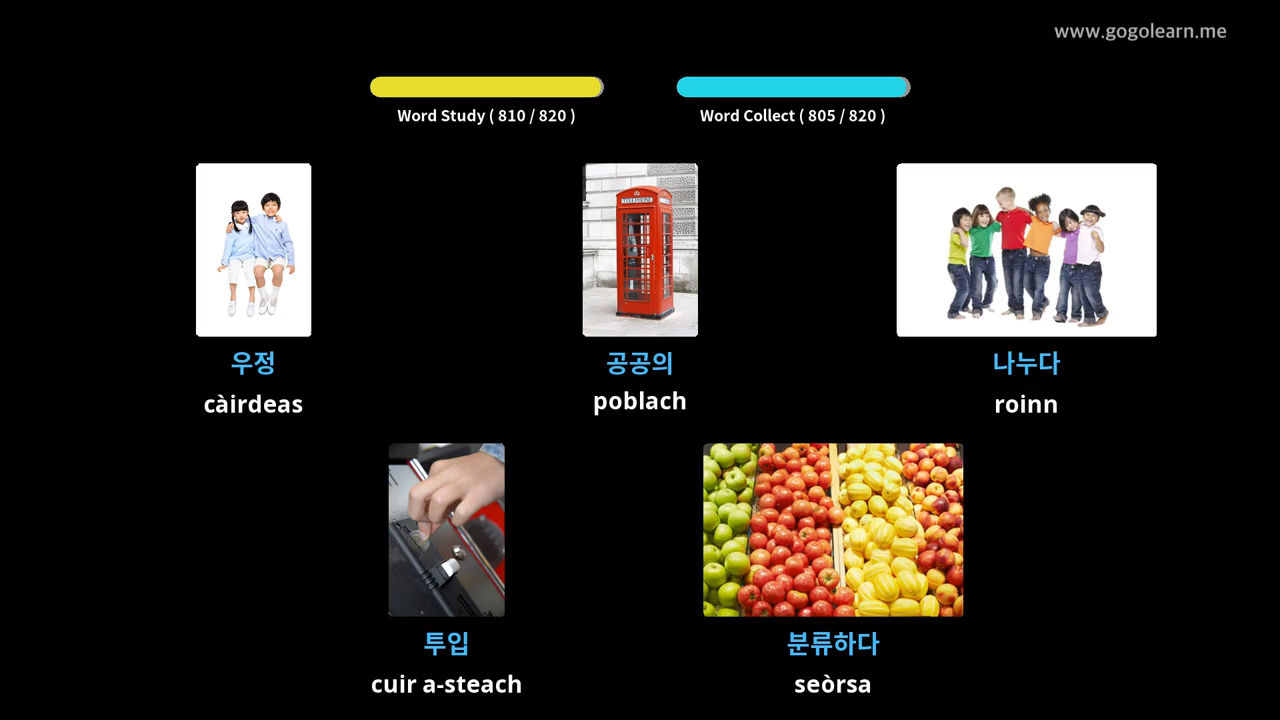 www.gogolearn.me
Word Study ( 810 / 820 )
Word Collect ( 805 / 820 )
TELEPHONE
우정
càirdeas
공공의
poblach
나누다
roinn
투입
cuir a-steach
분류하다
seòrsa